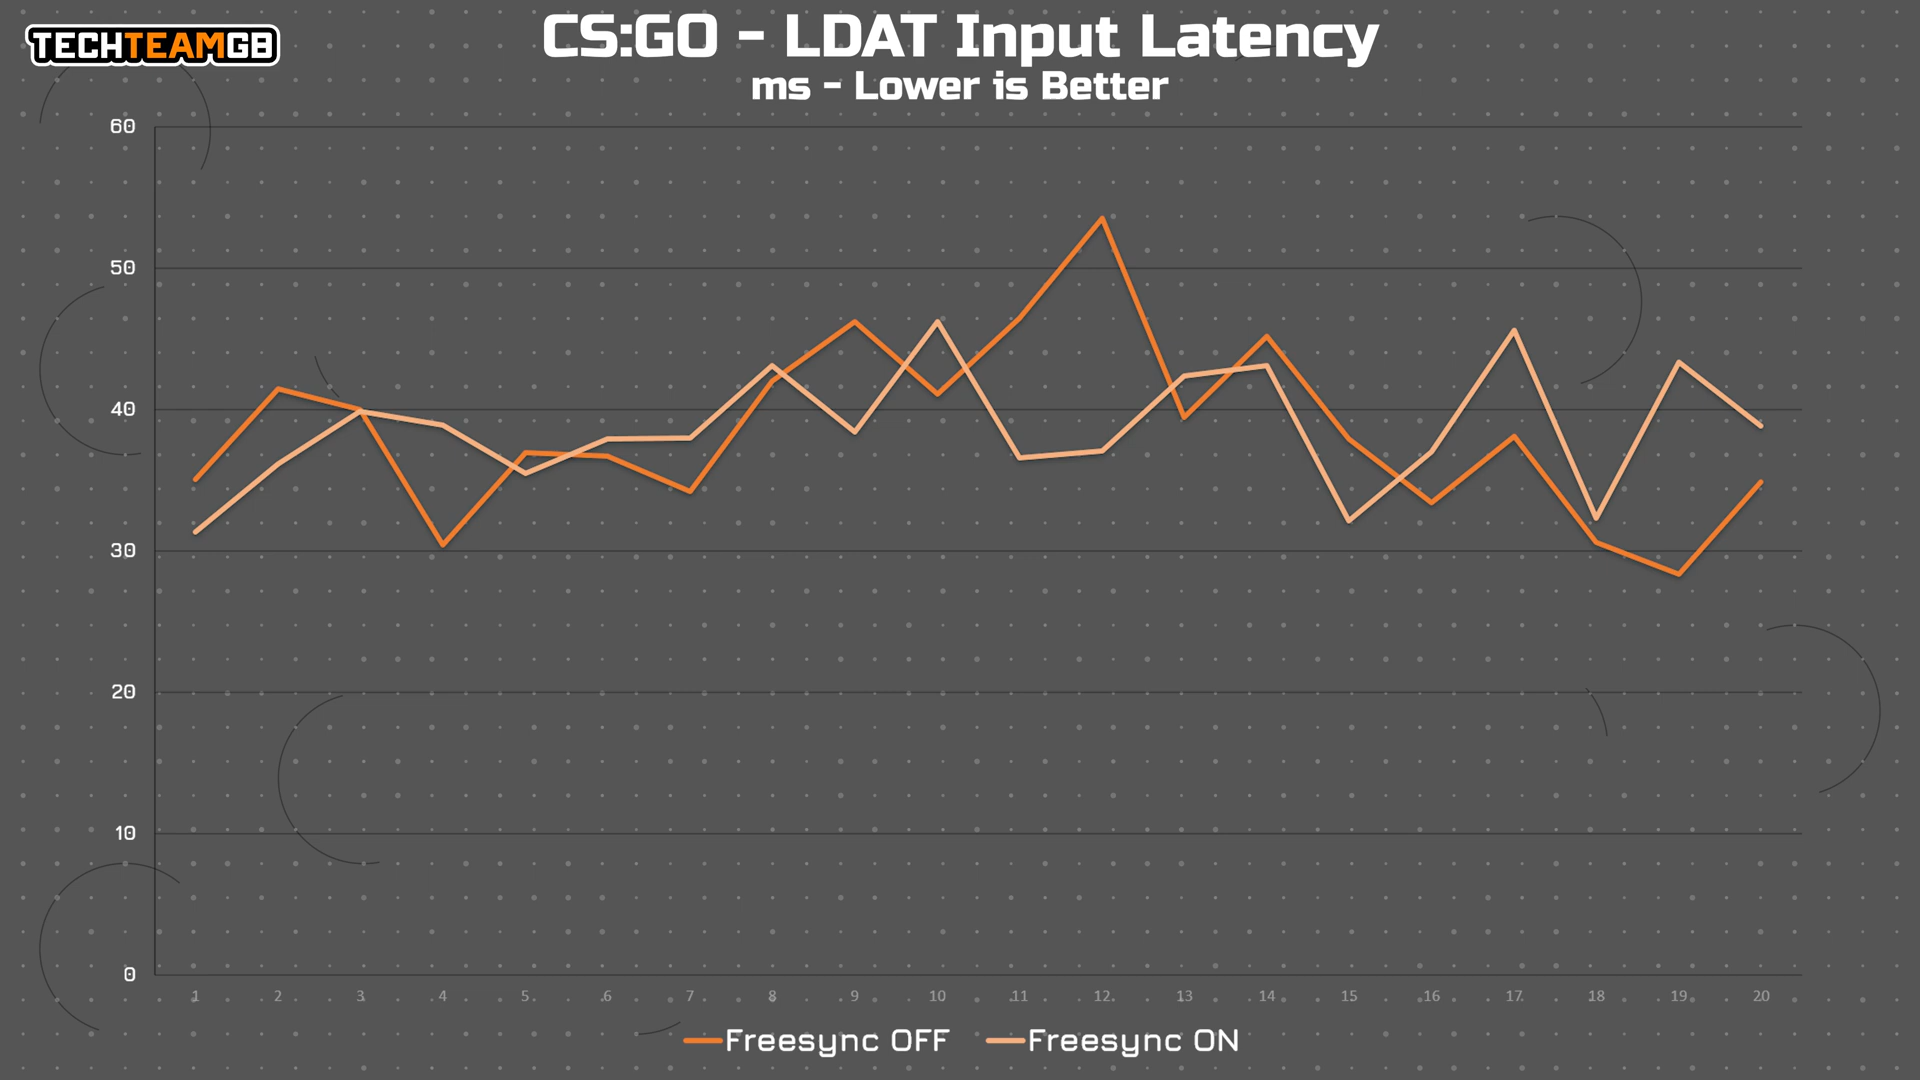 TECHTEAMGB
CS:GO - LDAT Input Latency
ms - Lower is Better
60
50
40
30
20
10
0
1 2 3 4 5 6 7 8 9 10 11 12 13 14 15 16 17 18 19 20
Freesync OFF Freesync ON